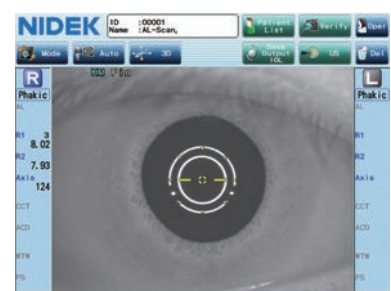 NIDEK
ID :00001
Name :AL-Scan,
Patient
List
Verify
Oper
Mode
Auto
3D
Save
Output
IOL
US
Del
R
Phakic
AL
R1 3
8.02
R2
7.93
Axis
124
CCT
ACD
WTW
PS
L
Phakic
AL
R1
R2
Axis
CCT
ACD
WTW
PS